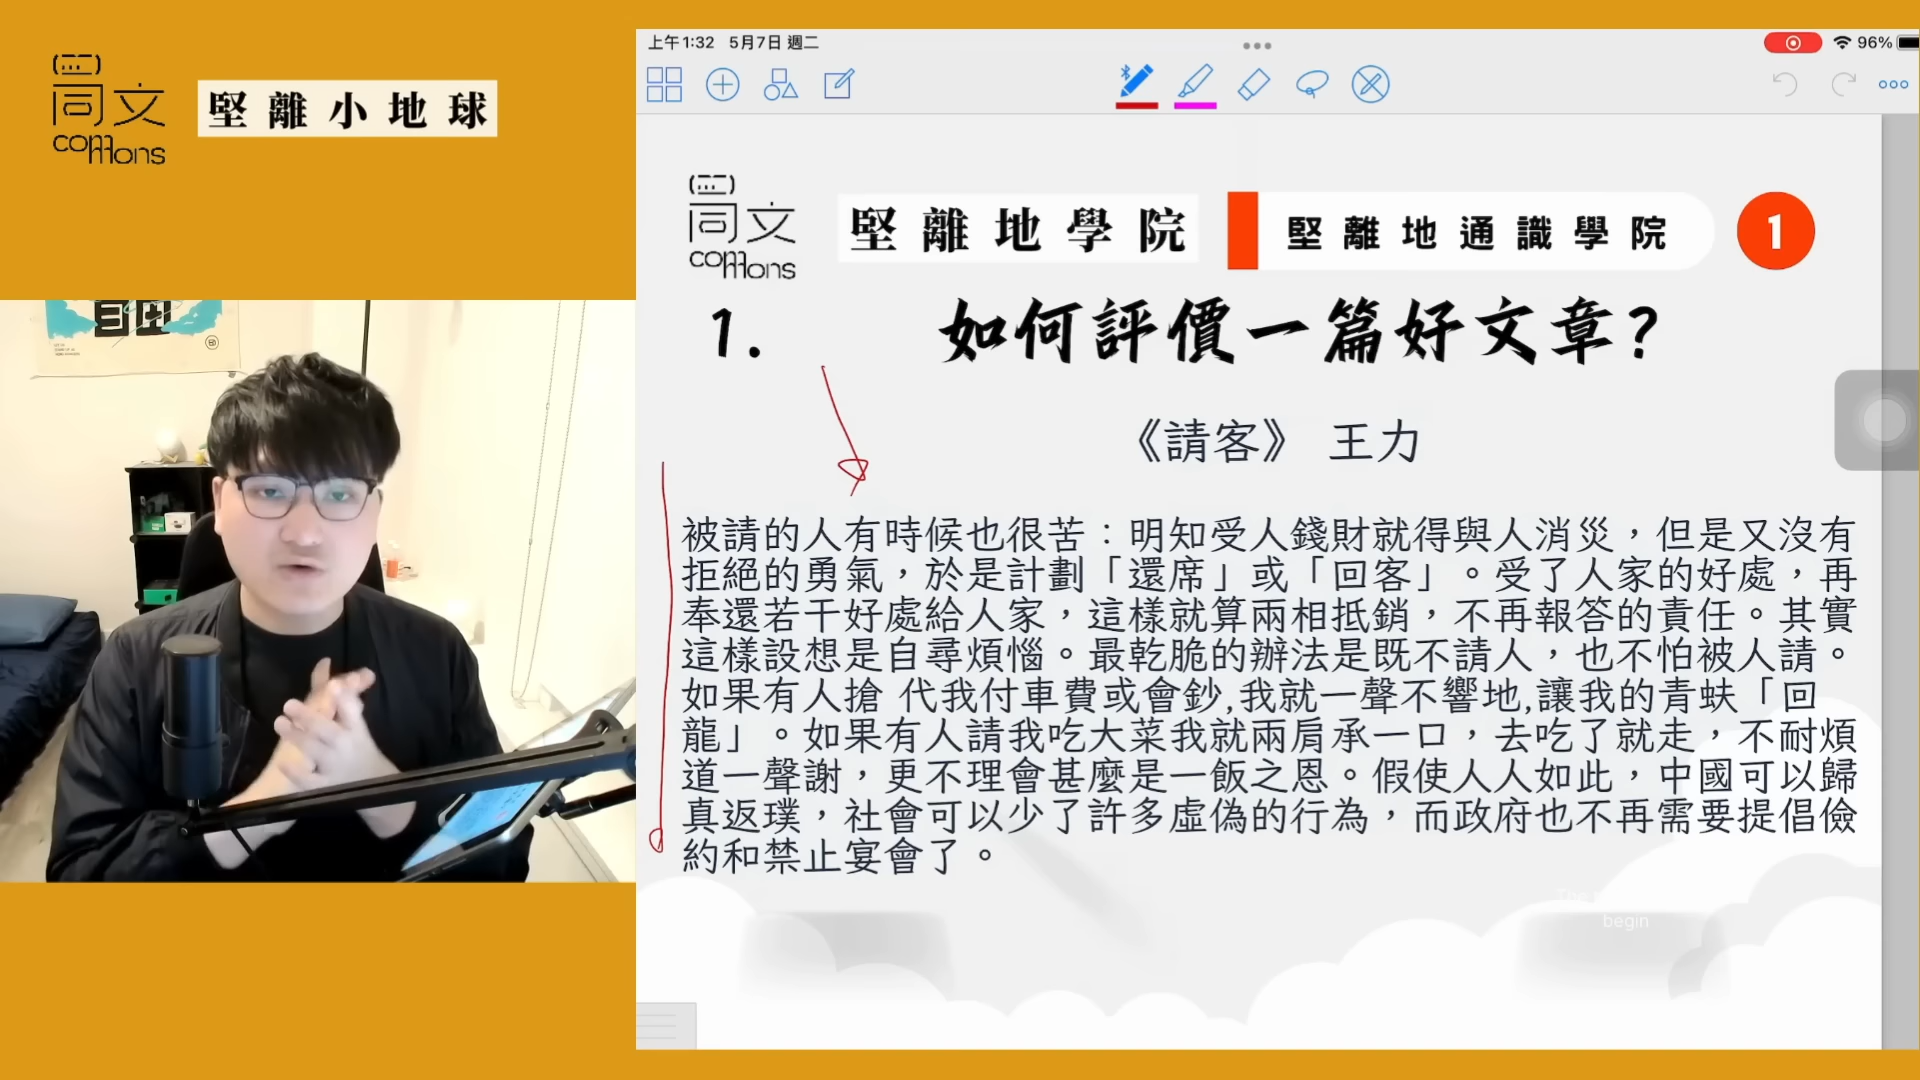 同文
commons
堅離小地球
自由
上午1:32 5月7日 週二
96%
同文
commons
堅離地學院
堅離地通識學院
1
1. 如何評價一篇好文章?
《請客》 王力
被請的人有時候也很苦：明知受人錢財就得與人消災，但是又沒有
拒絕的勇氣，於是計劃「還席」或「回客」。受了人家的好處，再
奉還若干好處給人家，這樣就算兩相抵銷，不再報答的責任。其實
這樣設想是自尋煩惱。最乾脆的辦法是既不請人，也不怕被人請。
如果有人搶 代我付車費或會鈔,我就一聲不響地,讓我的青蚨「回
龍」。如果有人請我吃大菜我就兩肩承一口，去吃了就走，不耐煩
道一聲謝，更不理會甚麼是一飯之恩。假使人人如此，中國可以歸
真返璞，社會可以少了許多虛偽的行為，而政府也不再需要提倡儉
約和禁止宴會了。
begin